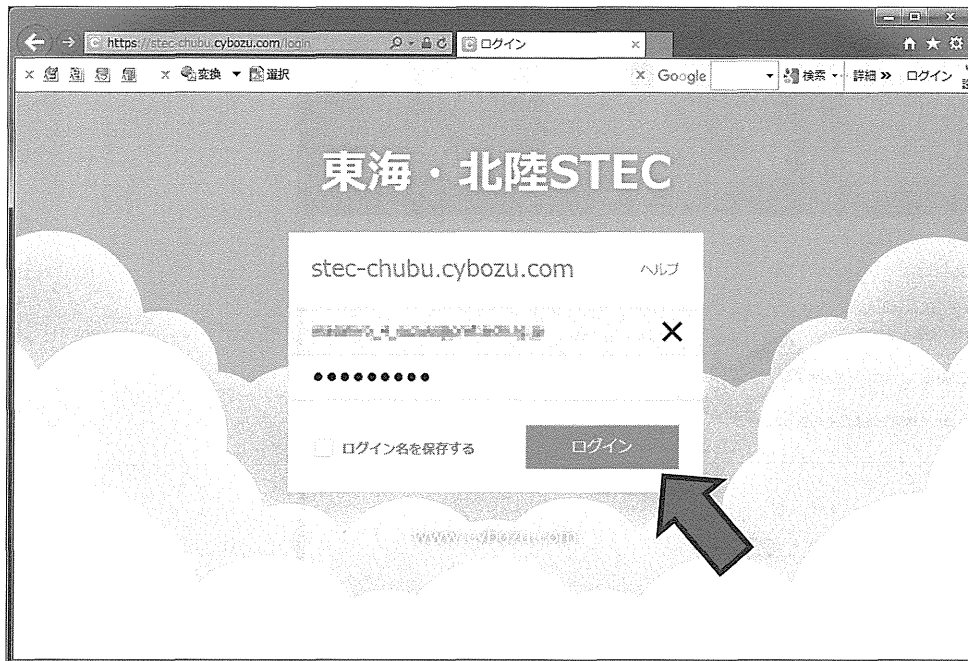 https://stec-chubu.cybozu.com/login
ログイン
変換 選択
Google 検索 詳細 ログイン
東海・北陸STEC
stec-chubu.cybozu.com ヘルプ
ログイン名を保存する ログイン
www.cybozu.com